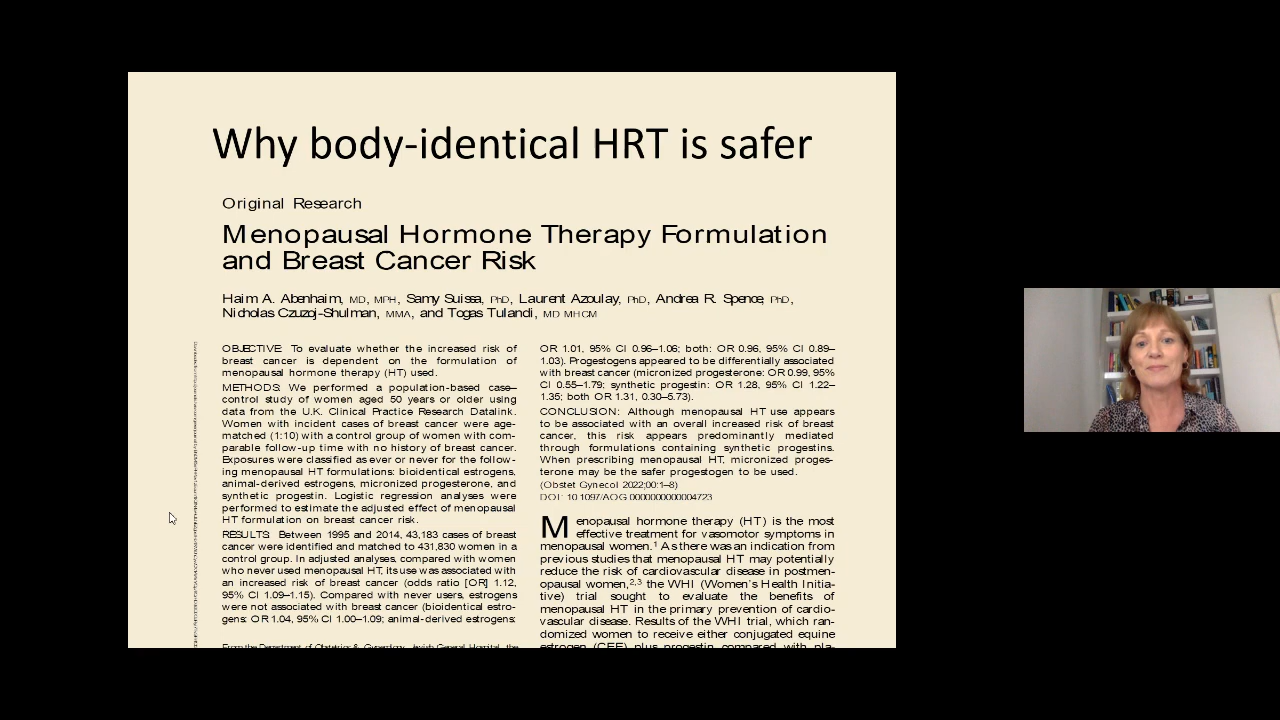 Why body-identical HRT is safer
Original Research
Menopausal Hormone Therapy Formulation
and Breast Cancer Risk
Haim A. Abenhaim, MD, MPH, Samy Suissa, PhD, Laurent Azoulay, PhD, Andrea R. Spence, PhD,
Nicholas Czuzoj-Shulman, MMA, and Togas Tulandi, MD MHCM
OBJECTIVE: To evaluate whether the increased risk of
breast cancer is dependent on the formulation of
menopausal hormone therapy (HT) used.
METHODS: We performed a population-based case–
control study of women aged 50 years or older using
data from the U.K. Clinical Practice Research Datalink.
Women with incident cases of breast cancer were age-
matched (1:10) with a control group of women with com-
parable follow-up time with no history of breast cancer.
Exposures were classified as ever or never for the follow-
ing menopausal HT formulations: bioidentical estrogens,
animal-derived estrogens, micronized progesterone, and
synthetic progestin. Logistic regression analyses were
performed to estimate the adjusted effect of menopausal
HT formulation on breast cancer risk.
RESULTS: Between 1995 and 2014, 43,183 cases of breast
cancer were identified and matched to 431,830 women in a
control group. In adjusted analyses, compared with women
who never used menopausal HT, its use was associated with
an increased risk of breast cancer (odds ratio [OR] 1.12,
95% CI 1.09–1.15). Compared with never users, estrogens
were not associated with breast cancer (bioidentical estro-
gens: OR 1.04, 95% CI 1.00–1.09; animal-derived estrogens:
From the Department of Obstetrics & Gynecology, Jewish General Hospital, the
OR 1.01, 95% CI 0.96–1.06; both: OR 0.96, 95% CI 0.89–
1.03). Progestogens appeared to be differentially associated
with breast cancer (micronized progesterone: OR 0.99, 95%
CI 0.55–1.79; synthetic progestin: OR 1.28, 95% CI 1.22–
1.35; both OR 1.31, 0.30–5.73).
CONCLUSION: Although menopausal HT use appears
to be associated with an overall increased risk of breast
cancer, this risk appears predominantly mediated
through formulations containing synthetic progestins.
When prescribing menopausal HT, micronized proges-
terone may be the safer progestogen to be used.
(Obstet Gynecol 2022;00:1–8)
DOI: 10.1097/AOG.0000000000004723
Menopausal hormone therapy (HT) is the most
effective treatment for vasomotor symptoms in
menopausal women.1 As there was an indication from
previous studies that menopausal HT may potentially
reduce the risk of cardiovascular disease in postmen-
opausal women,2,3 the WHI (Women's Health Initia-
tive) trial sought to evaluate the benefits of
menopausal HT in the primary prevention of cardio-
vascular disease. Results of the WHI trial, which ran-
domized women to receive either conjugated equine
estrogen (CEE) plus progestin compared with pla-